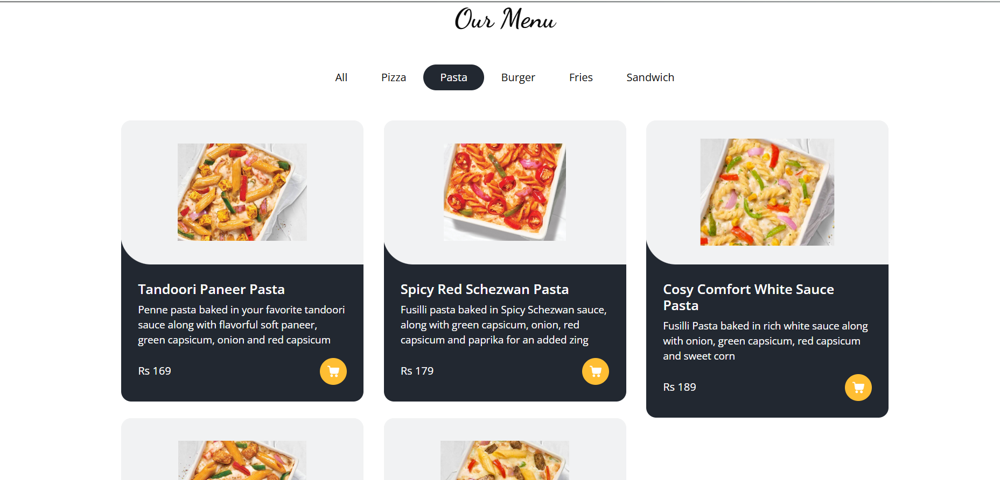 Our Menu
All
Pizza
Pasta
Burger
Fries
Sandwich
Tandoori Paneer Pasta
Penne pasta baked in your favorite tandoori
sauce along with flavorful soft paneer,
green capsicum, onion and red capsicum
Rs 169
Spicy Red Schezwan Pasta
Fusilli pasta baked in Spicy Schezwan sauce,
along with green capsicum, onion, red
capsicum and paprika for an added zing
Rs 179
Cosy Comfort White Sauce
Pasta
Fusilli Pasta baked in rich white sauce along
with onion, green capsicum, red capsicum
and sweet corn
Rs 189